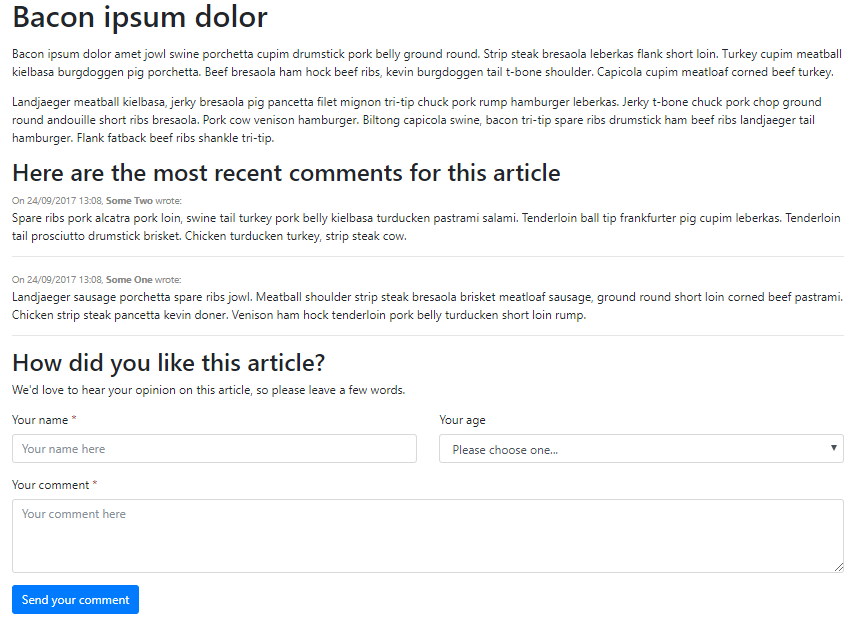 Bacon ipsum dolor
Bacon ipsum dolor amet jowl swine porchetta cupim drumstick pork belly ground round. Strip steak bresaola leberkas flank short loin. Turkey cupim meatball
kielbasa burgdoggen pig porchetta. Beef bresaola ham hock beef ribs, kevin burgdoggen tail t-bone shoulder. Capicola cupim meatloaf corned beef turkey.
Landjaeger meatball kielbasa, jerky bresaola pig pancetta filet mignon tri-tip chuck pork rump hamburger leberkas. Jerky t-bone chuck pork chop ground
round andouille short ribs bresaola. Pork cow venison hamburger. Biltong capicola swine, bacon tri-tip spare ribs drumstick ham beef ribs landjaeger tail
hamburger. Flank fatback beef ribs shankle tri-tip.
Here are the most recent comments for this article
On 24/09/2017 13:08, Some Two wrote:
Spare ribs pork alcatra pork loin, swine tail turkey pork belly kielbasa turducken pastrami salami. Tenderloin ball tip frankfurter pig cupim leberkas. Tenderloin
tail prosciutto drumstick brisket. Chicken turducken turkey, strip steak cow.
On 24/09/2017 13:08, Some One wrote:
Landjaeger sausage porchetta spare ribs jowl. Meatball shoulder strip steak bresaola brisket meatloaf sausage, ground round short loin corned beef pastrami.
Chicken strip steak pancetta kevin doner. Venison ham hock tenderloin pork belly turducken short loin rump.
How did you like this article?
We'd love to hear your opinion on this article, so please leave a few words.
Your name *
Your age
Your name here
Please choose one...
Your comment *
Your comment here
Send your comment